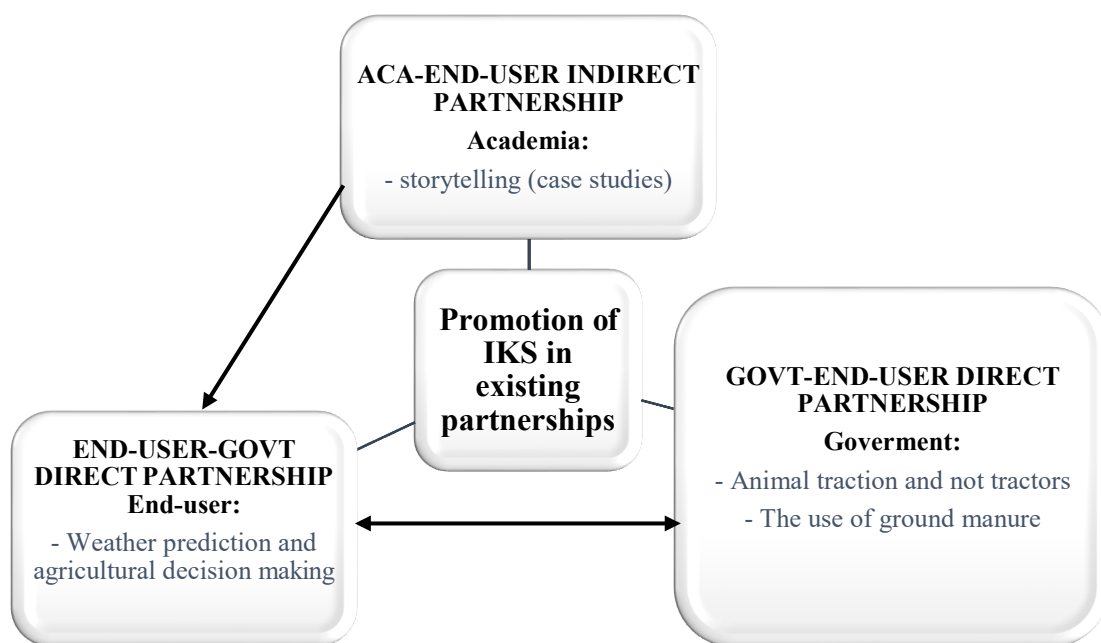 ACA-END-USER INDIRECT
PARTNERSHIP
Academia:
- storytelling (case studies)
Promotion of
IKS in
existing
partnerships
GOVT-END-USER DIRECT
PARTNERSHIP
Goverment:
- Animal traction and not tractors
- The use of ground manure
END-USER-GOVT
DIRECT PARTNERSHIP
End-user:
- Weather prediction and
agricultural decision making